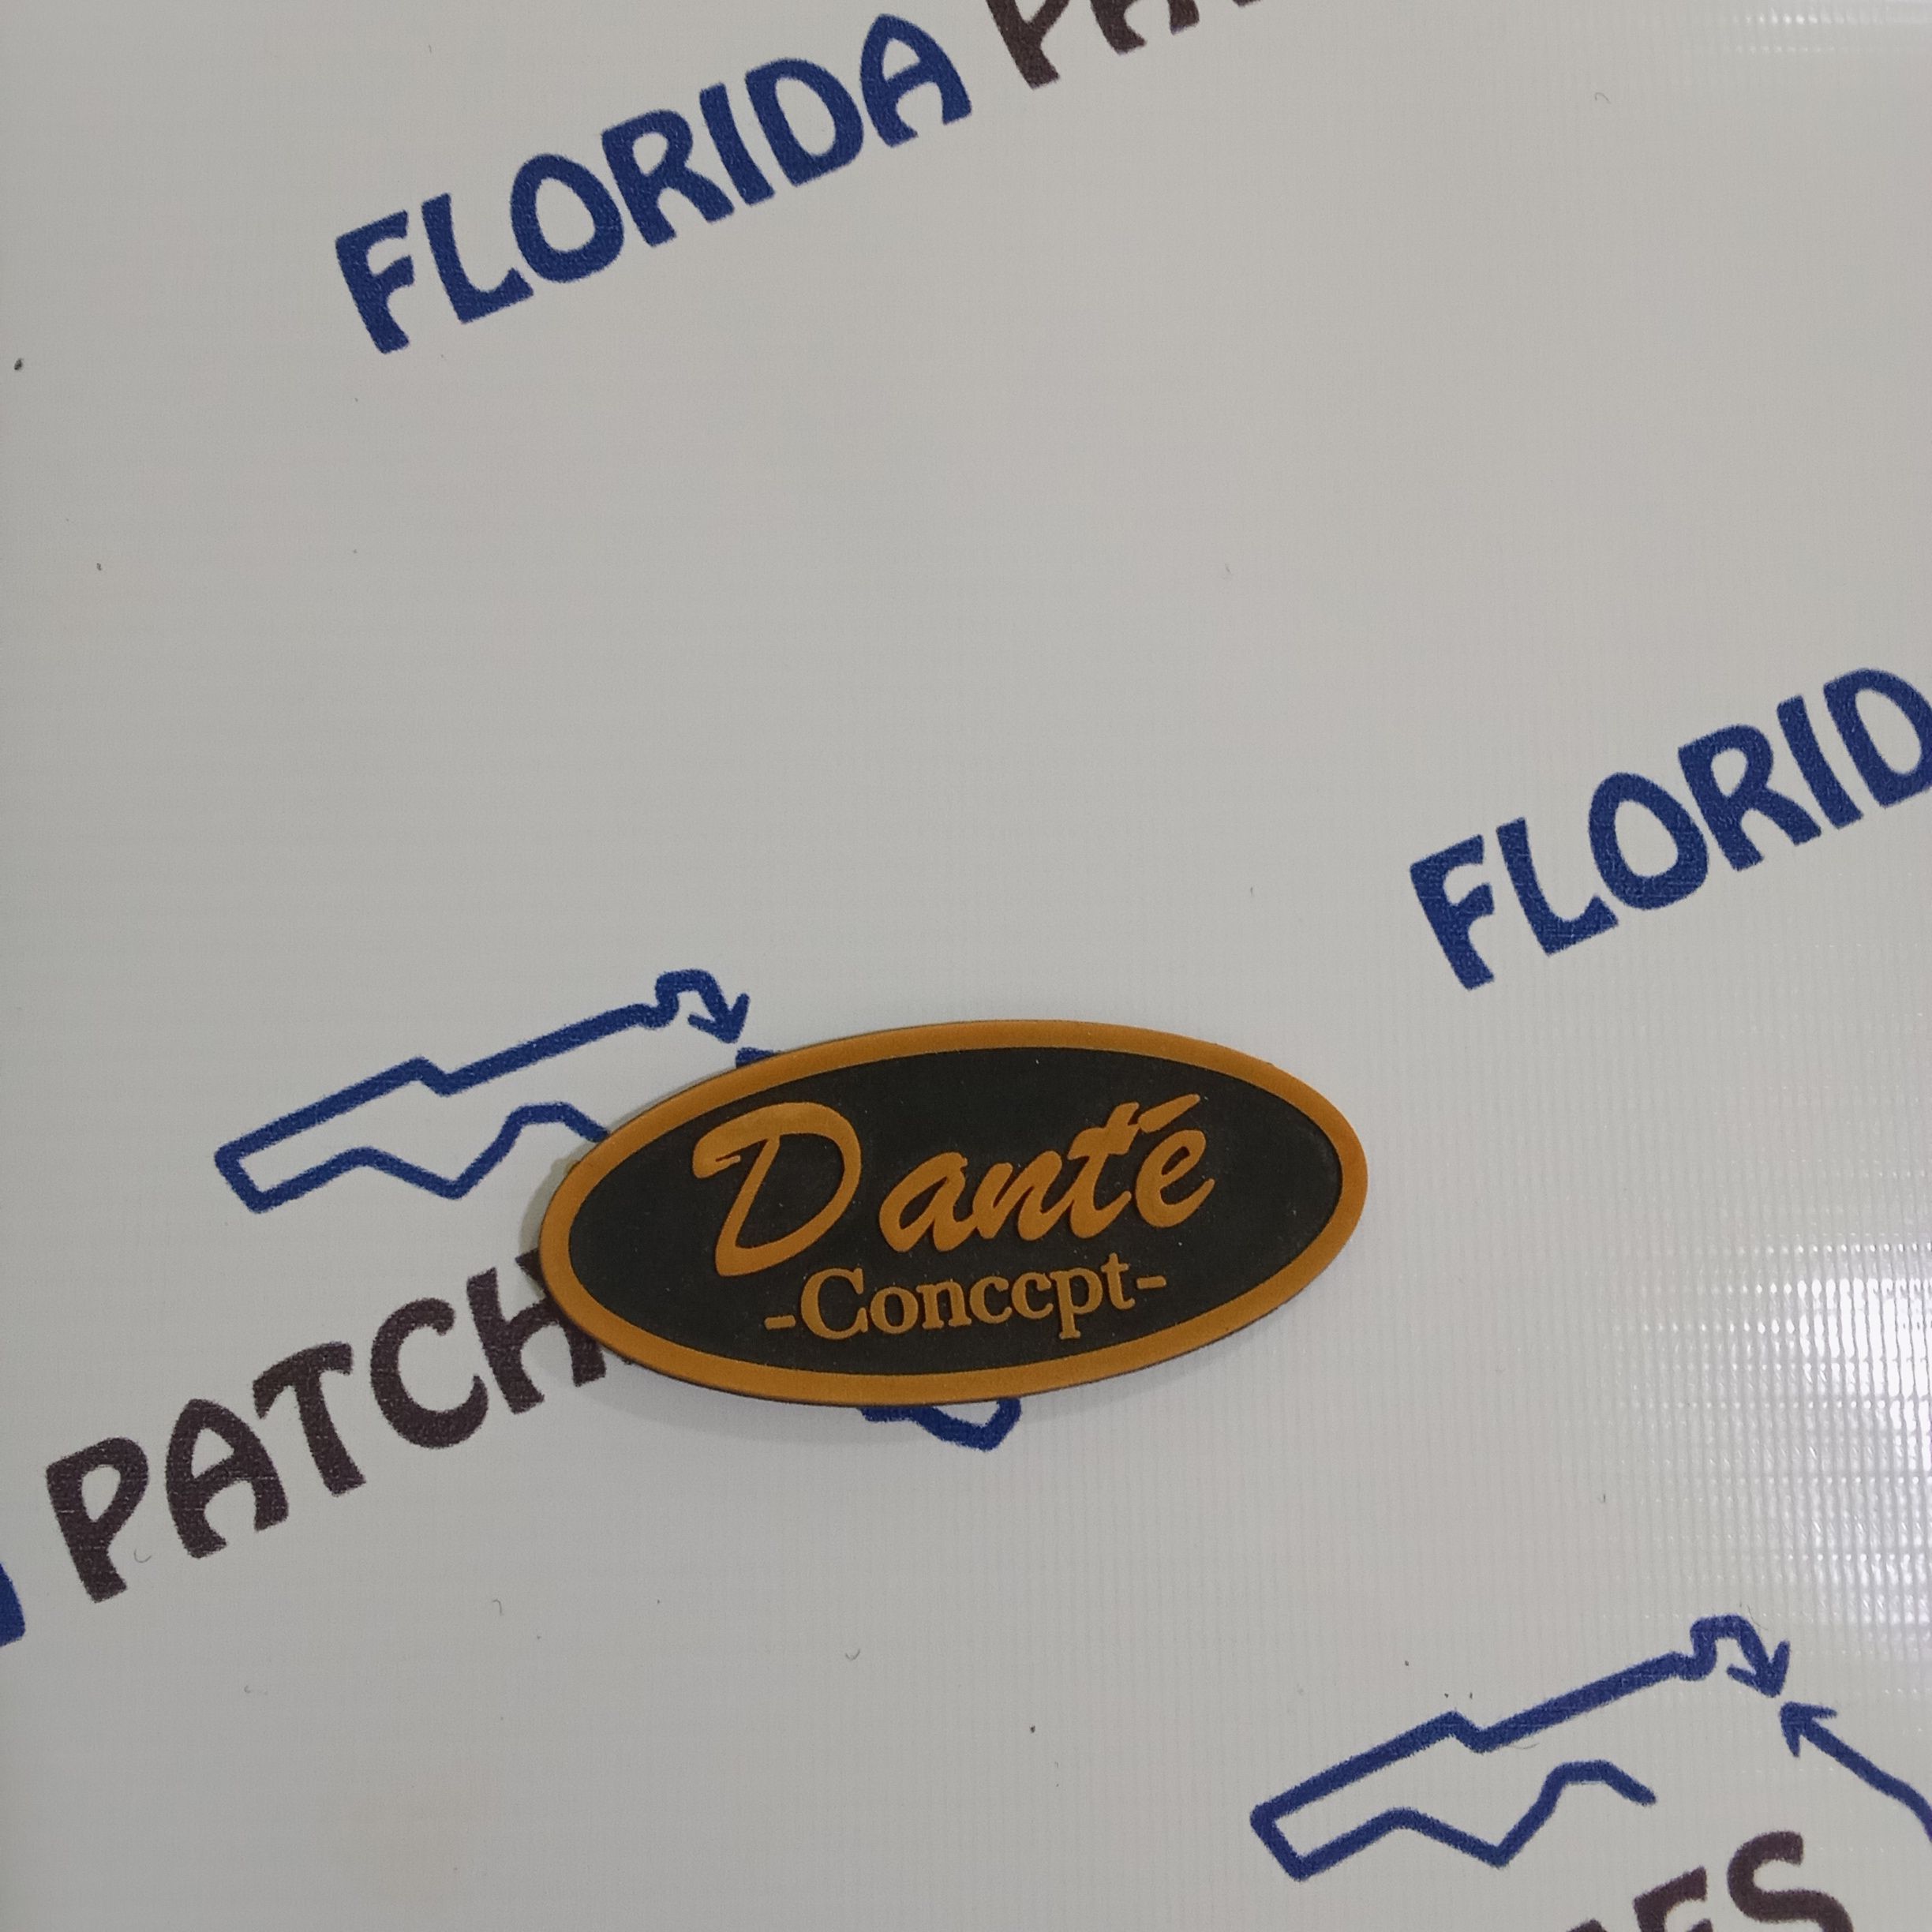 FLORIDA
FLORID
Danté
-Conccpt-
PATCH